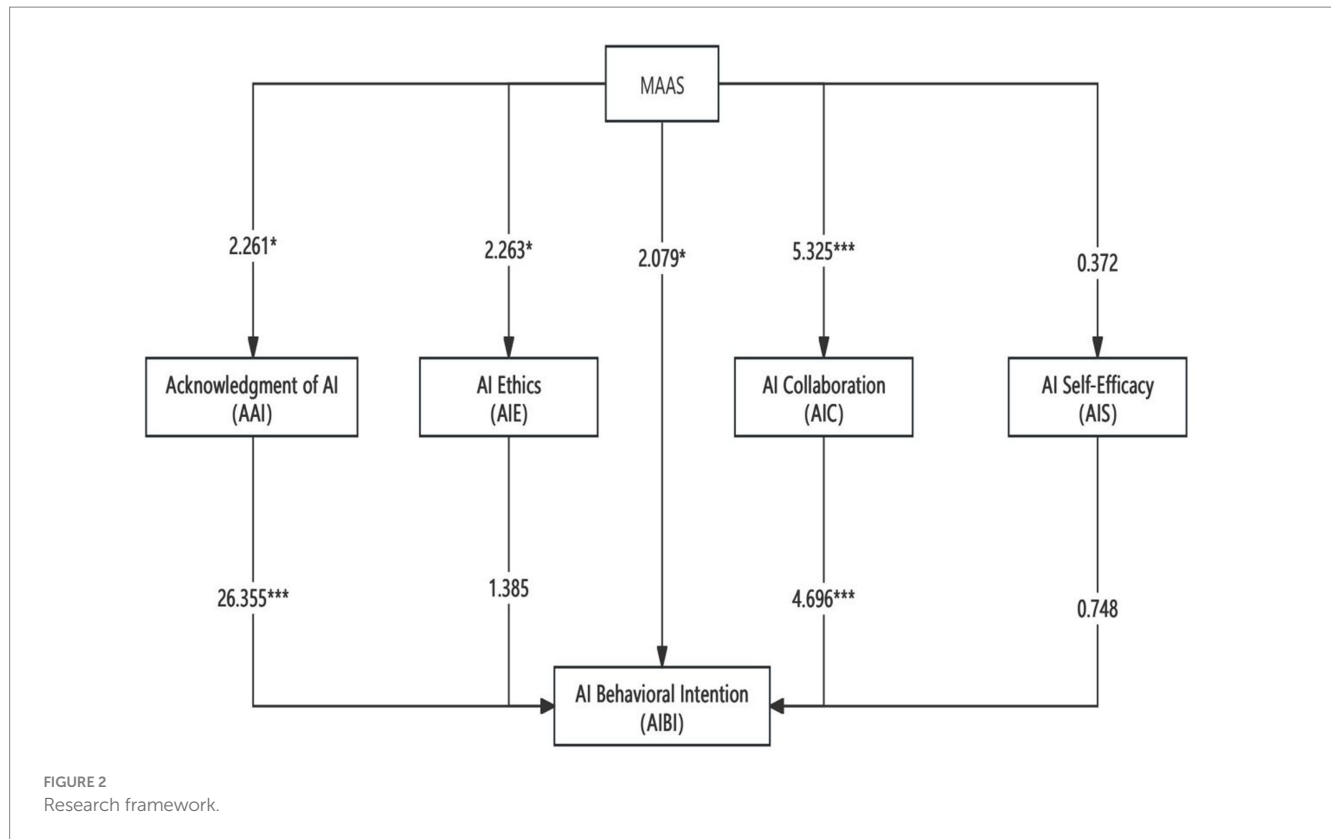 MAAS
2.261*
2.263*
2.079*
5.325***
0.372
Acknowledgment of AI
(AAI)
AI Ethics
(AIE)
AI Collaboration
(AIC)
AI Self-Efficacy
(AIS)
26.355***
1.385
4.696***
0.748
AI Behavioral Intention
(AIBI)
FIGURE 2
Research framework.